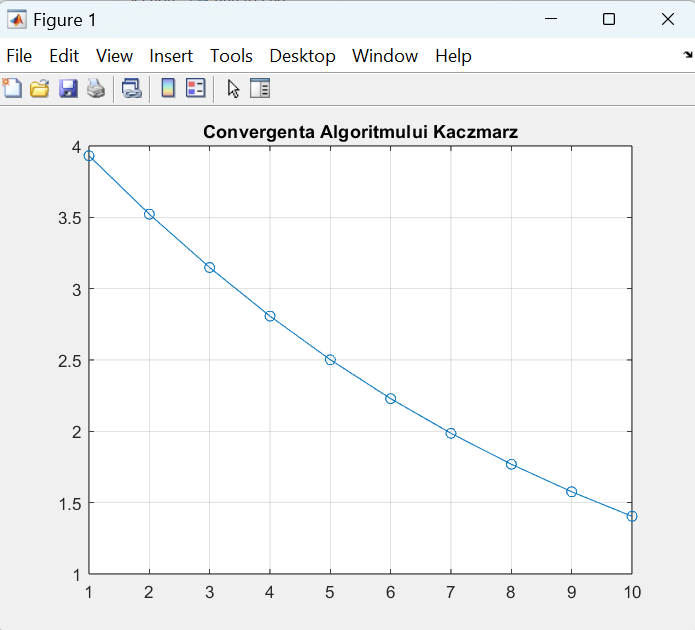 Figure 1
File Edit View Insert Tools Desktop Window Help
Convergenta Algoritmului Kaczmarz
4
3.5
3
2.5
2
1.5
1
1 2 3 4 5 6 7 8 9 10